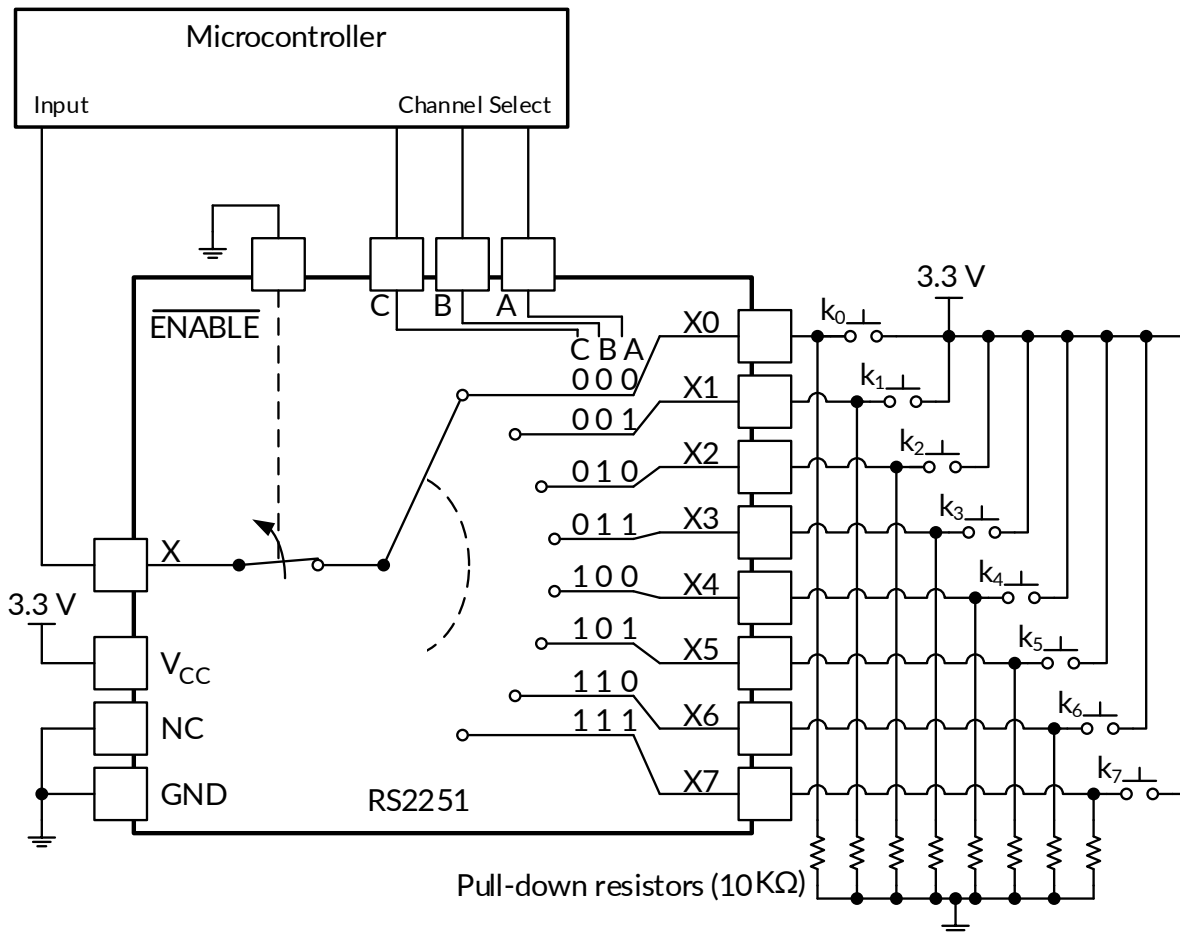 Microcontroller
Input
Channel Select
ENABLE
C
B
A
C B A
X0
0 0 0
X1
0 0 1
X2
0 1 0
X3
0 1 1
X4
1 0 0
X5
1 0 1
X6
1 1 0
X7
1 1 1
3.3 V
k0
k1
k2
k3
k4
k5
k6
k7
X
3.3 V
VCC
NC
GND
RS2251
Pull-down resistors (10KΩ)